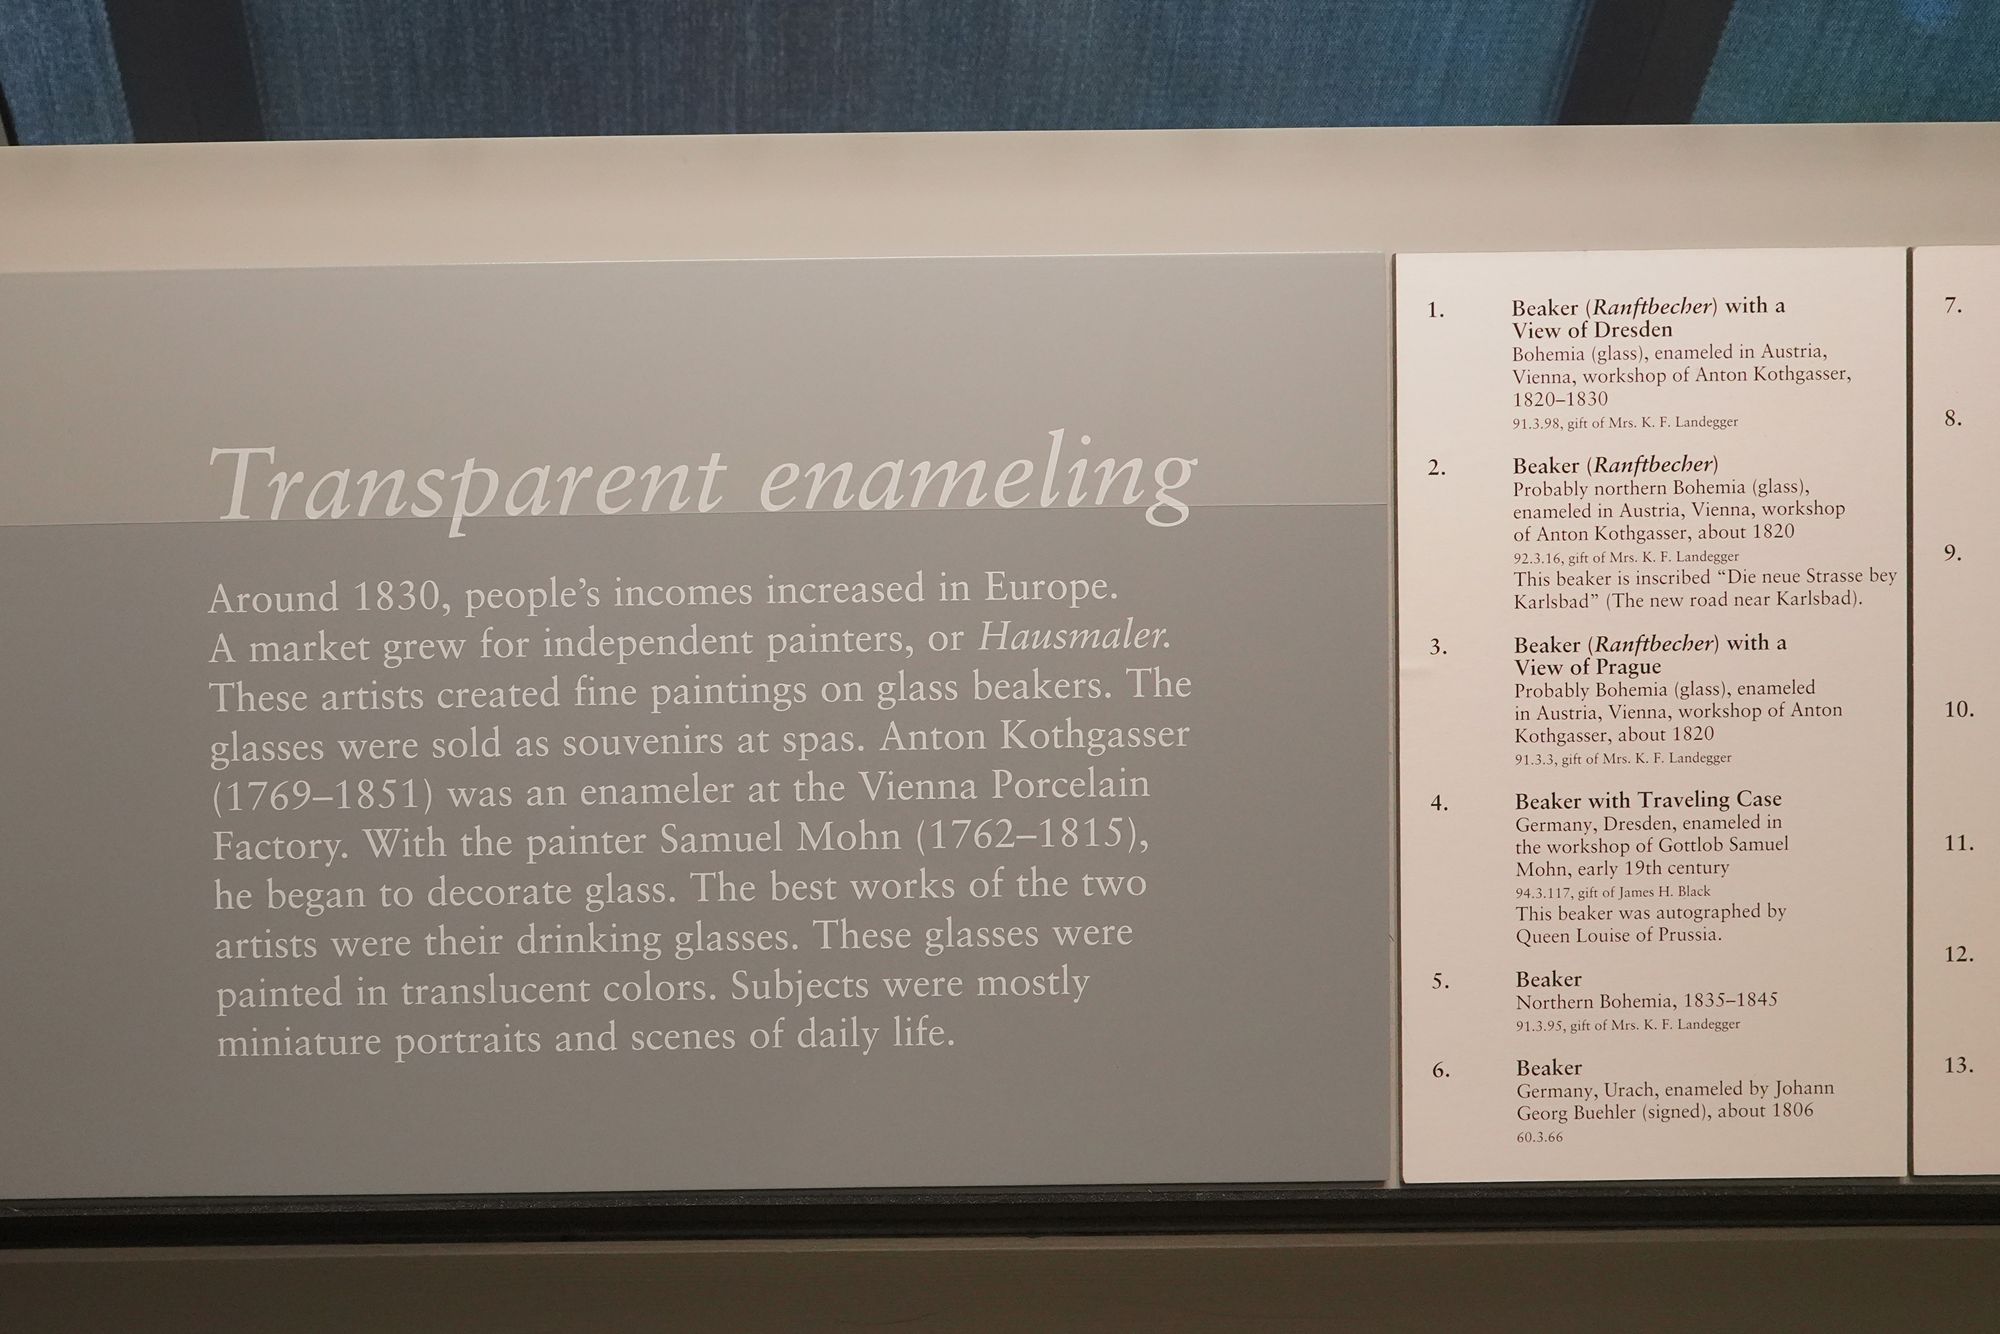 Transparent enameling
Around 1830, people's incomes increased in Europe.
A market grew for independent painters, or Hausmaler.
These artists created fine paintings on glass beakers. The
glasses were sold as souvenirs at spas. Anton Kothgasser
(1769–1851) was an enameler at the Vienna Porcelain
Factory. With the painter Samuel Mohn (1762–1815),
he began to decorate glass. The best works of the two
artists were their drinking glasses. These glasses were
painted in translucent colors. Subjects were mostly
miniature portraits and scenes of daily life.
1. Beaker (Ranftbecher) with a
View of Dresden
Bohemia (glass), enameled in Austria,
Vienna, workshop of Anton Kothgasser,
1820–1830
91.3.98, gift of Mrs. K. F. Landegger
2. Beaker (Ranftbecher)
Probably northern Bohemia (glass),
enameled in Austria, Vienna, workshop
of Anton Kothgasser, about 1820
92.3.16, gift of Mrs. K. F. Landegger
This beaker is inscribed "Die neue Strasse bey
Karlsbad" (The new road near Karlsbad).
3. Beaker (Ranftbecher) with a
View of Prague
Probably Bohemia (glass), enameled
in Austria, Vienna, workshop of Anton
Kothgasser, about 1820
91.3.3, gift of Mrs. K. F. Landegger
4. Beaker with Traveling Case
Germany, Dresden, enameled in
the workshop of Gottlob Samuel
Mohn, early 19th century
94.3.117, gift of James H. Black
This beaker was autographed by
Queen Louise of Prussia.
5. Beaker
Northern Bohemia, 1835–1845
91.3.95, gift of Mrs. K. F. Landegger
6. Beaker
Germany, Urach, enameled by Johann
Georg Buehler (signed), about 1806
60.3.66
7.
8.
9.
10.
11.
12.
13.